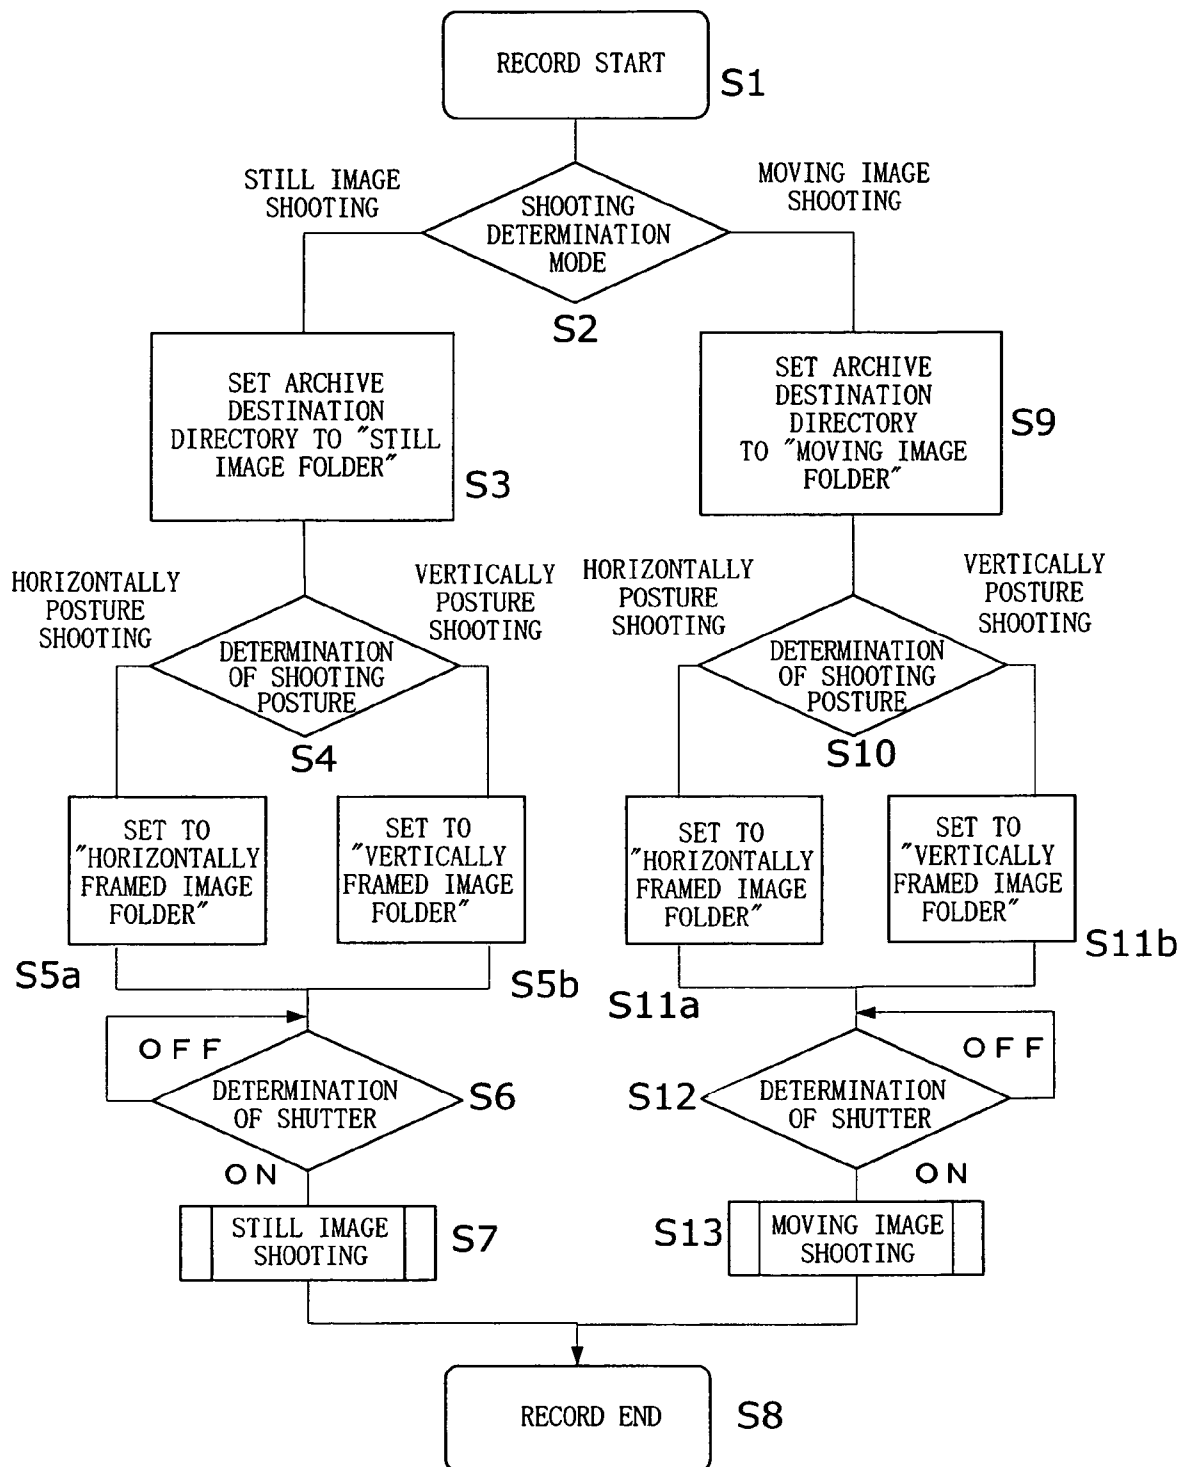 RECORD START
S1
STILL IMAGE
SHOOTING
MOVING IMAGE
SHOOTING
SHOOTING
DETERMINATION
MODE
S2
SET ARCHIVE
DESTINATION
DIRECTORY TO "STILL
IMAGE FOLDER"
S3
SET ARCHIVE
DESTINATION
DIRECTORY
TO "MOVING IMAGE
FOLDER"
S9
HORIZONTALLY
POSTURE
SHOOTING
VERTICALLY
POSTURE
SHOOTING
DETERMINATION
OF SHOOTING
POSTURE
S4
HORIZONTALLY
POSTURE
SHOOTING
VERTICALLY
POSTURE
SHOOTING
DETERMINATION
OF SHOOTING
POSTURE
S10
SET TO
"HORIZONTALLY
FRAMED IMAGE
FOLDER"
S5a
SET TO
"VERTICALLY
FRAMED IMAGE
FOLDER"
S5b
SET TO
"HORIZONTALLY
FRAMED IMAGE
FOLDER"
S11a
SET TO
"VERTICALLY
FRAMED IMAGE
FOLDER"
S11b
OFF
DETERMINATION
OF SHUTTER
S6
ON
OFF
S12
DETERMINATION
OF SHUTTER
ON
STILL IMAGE
SHOOTING
S7
S13
MOVING IMAGE
SHOOTING
RECORD END
S8